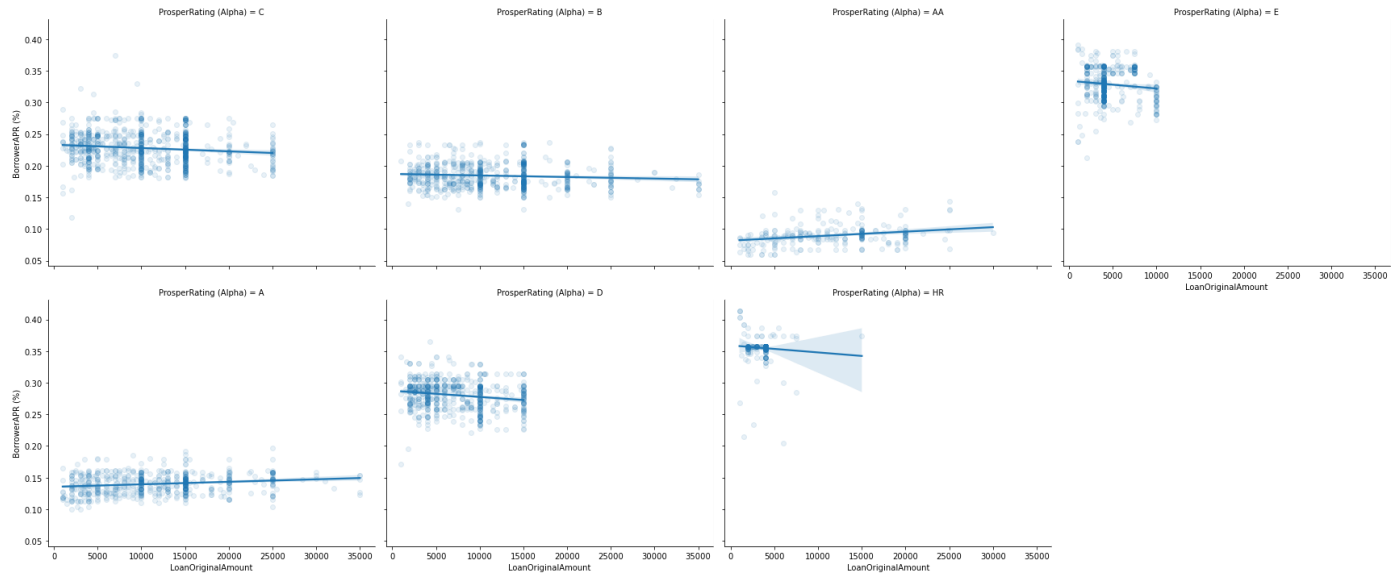 ProsperRating (Alpha) = C
ProsperRating (Alpha) = B
ProsperRating (Alpha) = AA
ProsperRating (Alpha) = E
BorrowerAPR (%)
0.40
0.35
0.30
0.25
0.20
0.15
0.10
0.05
0 5000 10000 15000 20000 25000 30000 35000
LoanOriginalAmount
ProsperRating (Alpha) = A
ProsperRating (Alpha) = D
ProsperRating (Alpha) = HR
BorrowerAPR (%)
0.40
0.35
0.30
0.25
0.20
0.15
0.10
0.05
0 5000 10000 15000 20000 25000 30000 35000
0 5000 10000 15000 20000 25000 30000 35000
0 5000 10000 15000 20000 25000 30000 35000
LoanOriginalAmount
LoanOriginalAmount
LoanOriginalAmount